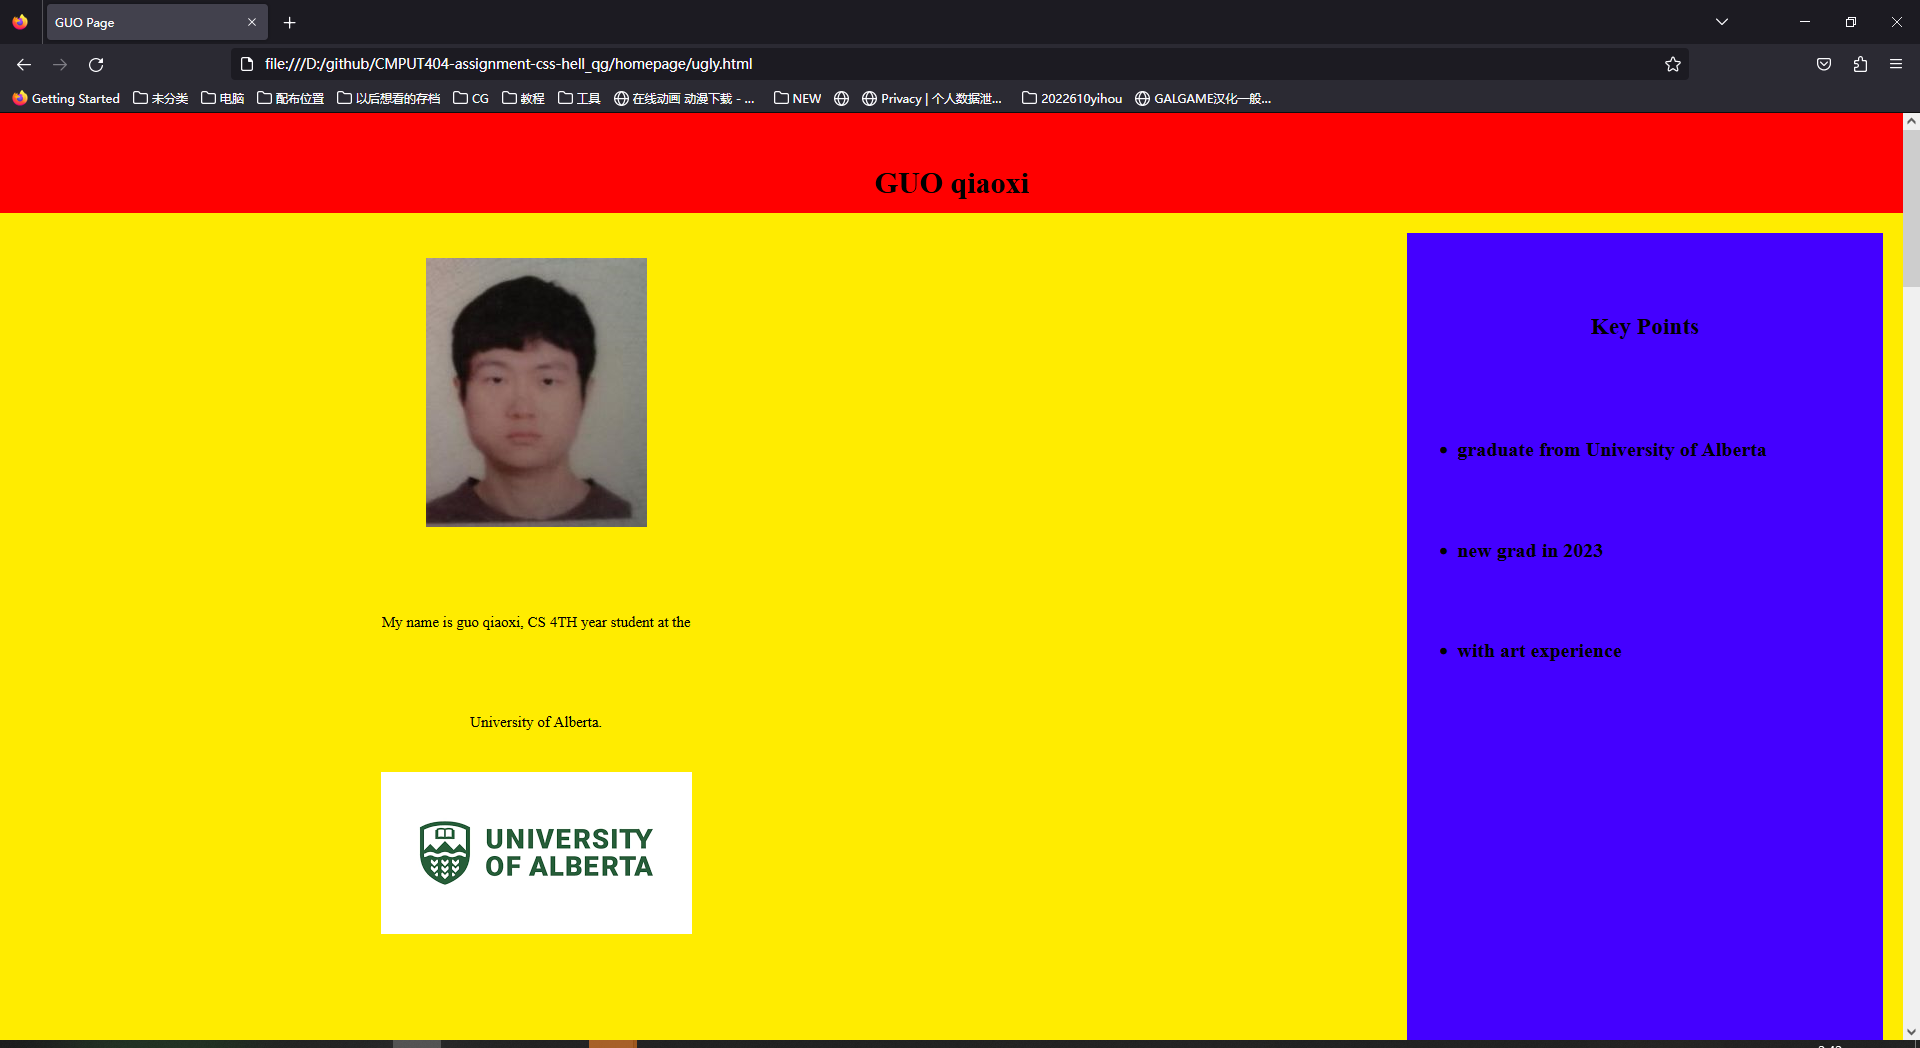 GUO Page
file:///D:/github/CMPUT404-assignment-css-hell_qg/homepage/ugly.html
Getting Started 未分类 电脑 配布位置 以后想看的存档 CG 教程 工具 在线动画 动漫下载 - ... NEW Privacy | 个人数据泄... 2022610yihou GALGAME汉化一般...
GUO qiaoxi
My name is guo qiaoxi, CS 4TH year student at the
University of Alberta.
UNIVERSITY
OF ALBERTA
Key Points
• graduate from University of Alberta
• new grad in 2023
• with art experience